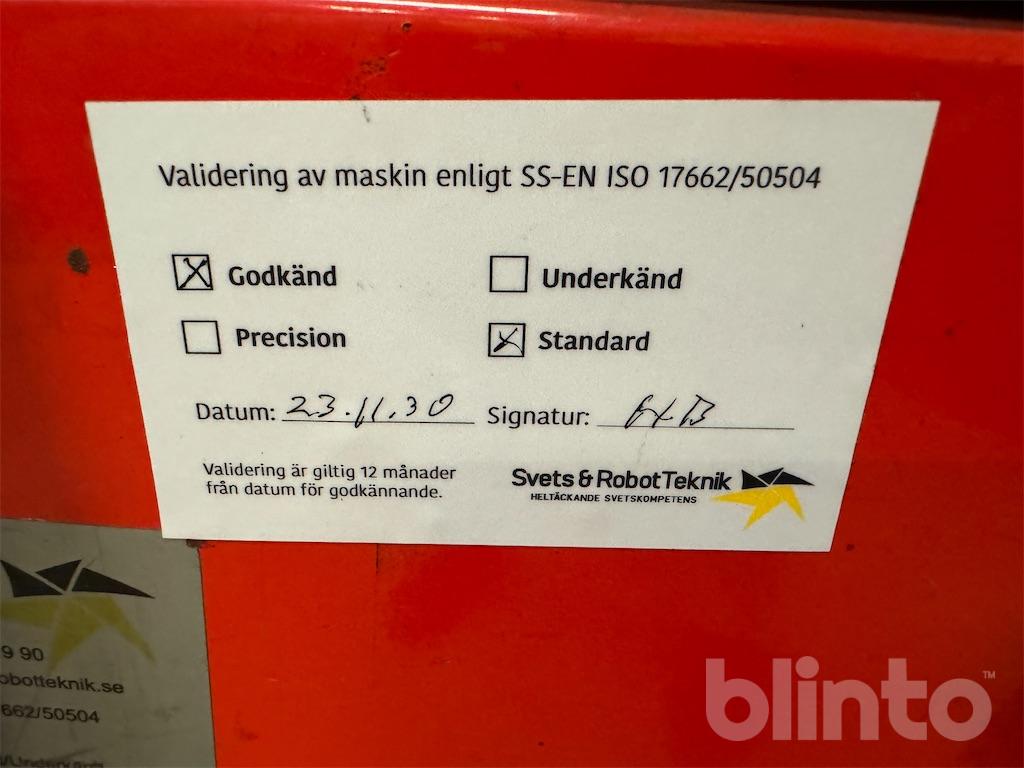 Validering av maskin enligt SS-EN ISO 17662/50504
Godkänd
Underkänd
Precision
Standard
Datum: 23.11.30 Signatur:
Validering är giltig 12 månader
från datum för godkännande.
Svets & RobotTeknik
HELTÄCKANDE SVETSKOMPETENS
9 90
obotteknik.se
662/50504
blinto™